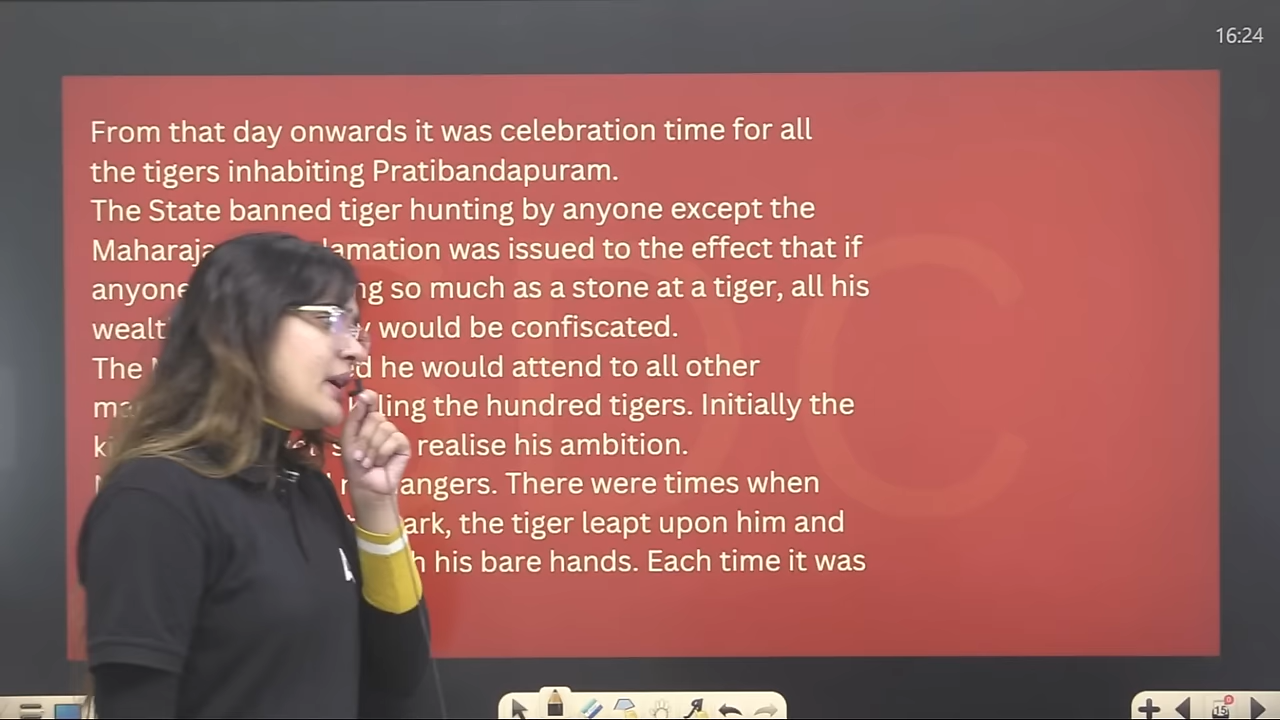 16:24
From that day onwards it was celebration time for all
the tigers inhabiting Pratibandapuram.
The State banned tiger hunting by anyone except the
Maharaja amation was issued to the effect that if
anyone so much as a stone at a tiger, all his
would be confiscated.
The he would attend to all other
the hundred tigers. Initially the
realise his ambition.
angers. There were times when
the tiger leapt upon him and
his bare hands. Each time it was
15